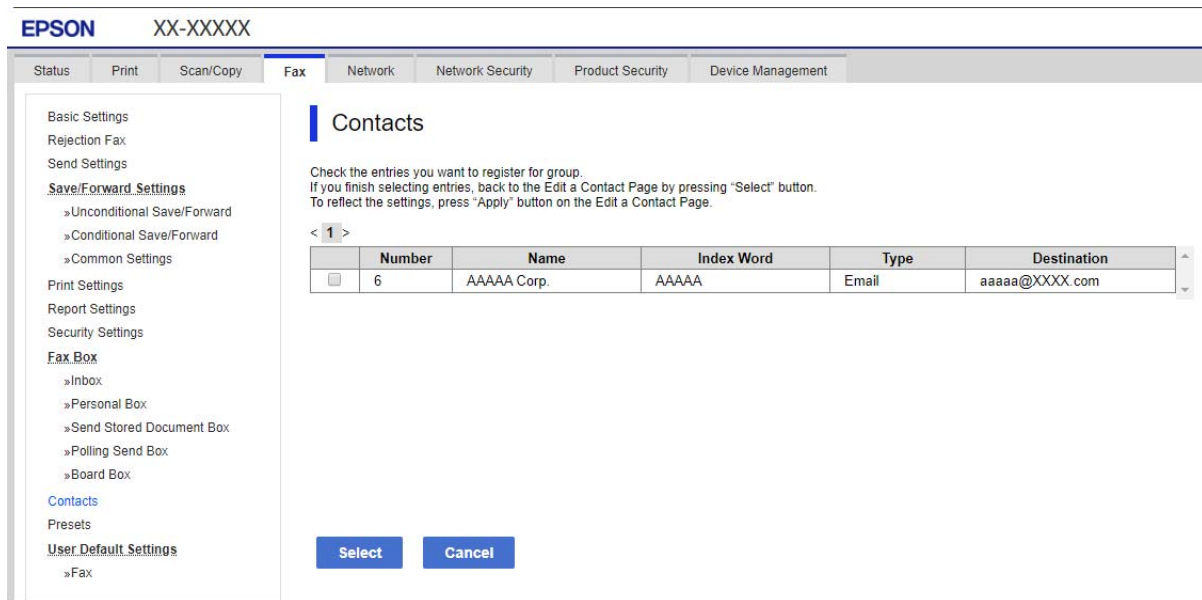 EPSON XX-XXXXX
Status Print Scan/Copy Fax Network Network Security Product Security Device Management
Basic Settings
Rejection Fax
Send Settings
Save/Forward Settings
»Unconditional Save/Forward
»Conditional Save/Forward
»Common Settings
Print Settings
Report Settings
Security Settings
Fax Box
»Inbox
»Personal Box
»Send Stored Document Box
»Polling Send Box
»Board Box
Contacts
Presets
User Default Settings
»Fax
Contacts
Check the entries you want to register for group.
If you finish selecting entries, back to the Edit a Contact Page by pressing “Select” button.
To reflect the settings, press “Apply” button on the Edit a Contact Page.
< 1 >
Number Name Index Word Type Destination
6 AAAAA Corp. AAAAA Email aaaaa@XXXX.com
Select Cancel